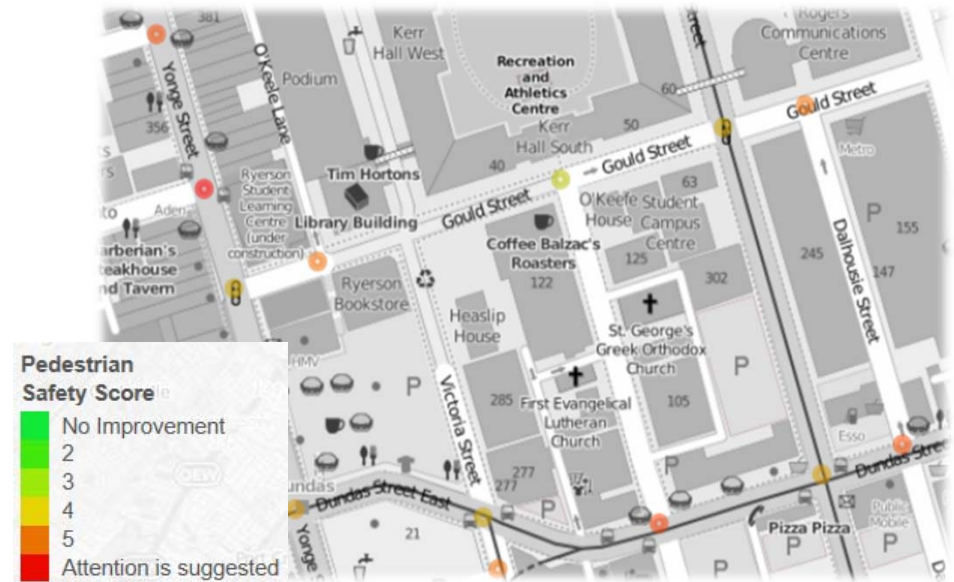 381
Kerr
Hall West
Rogers
Communications
Centre
Street
O'Keefe Lane
Podium
Recreation
and
Athletics
Centre
60
Yonge Street
356
Kerr
Hall South
50
Gould Street
40
Gould Street
Metro
Tim Hortons
Ryerson
Student
Learning
Centre
(under
construction)
Library Building
Gould Street
63
O'Keefe
House
Student
Campus
Centre
P
155
Coffee Balzac's
Roasters
125
245
Dalhousie Street
147
arberian's
teakhouse
nd Tavern
122
302
Ryerson
Bookstore
Heaslip
House
St. George's
Greek Orthodox
Church
HMV
P
P
Victoria Street
285
First Evangelical
Lutheran
Church
105
Esso
277
277
P
P
Dundas Street East
Dundas Stree
21
Yonge
Pizza Pizza
Public
Mobile
P
P
Pedestrian
Safety Score
No Improvement
2
3
4
5
Attention is suggested